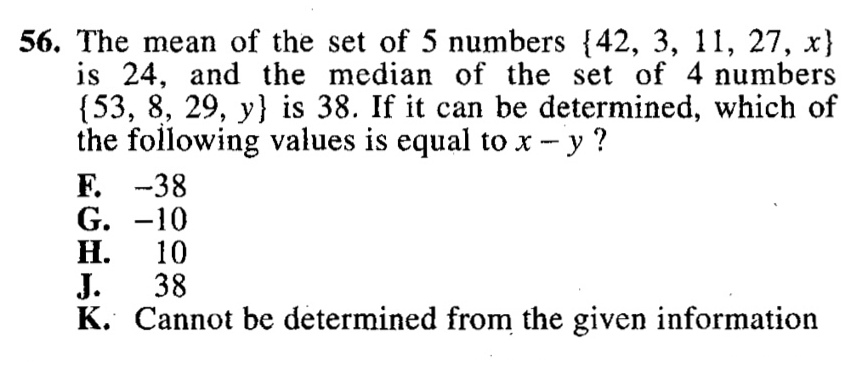 56. The mean of the set of 5 numbers {42, 3, 11, 27, x}
is 24, and the median of the set of 4 numbers
{53, 8, 29, y} is 38. If it can be determined, which of
the following values is equal to x – y ?
F. –38
G. –10
H. 10
J. 38
K. Cannot be determined from the given information